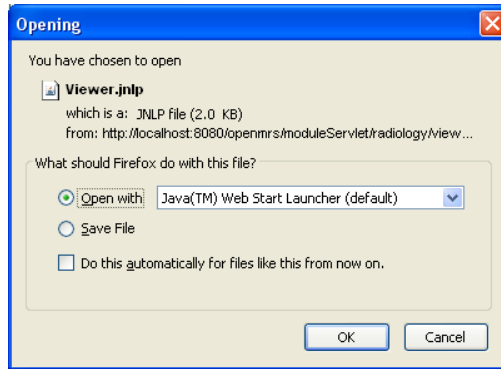 Opening
You have chosen to open
Viewer.jnlp
which is a: JNLP file (2.0 KB)
from: http://localhost:8080/openmrs/moduleServlet/radiology/view...
What should Firefox do with this file?
Open with Java(TM) Web Start Launcher (default)
Save File
Do this automatically for files like this from now on.
OK Cancel